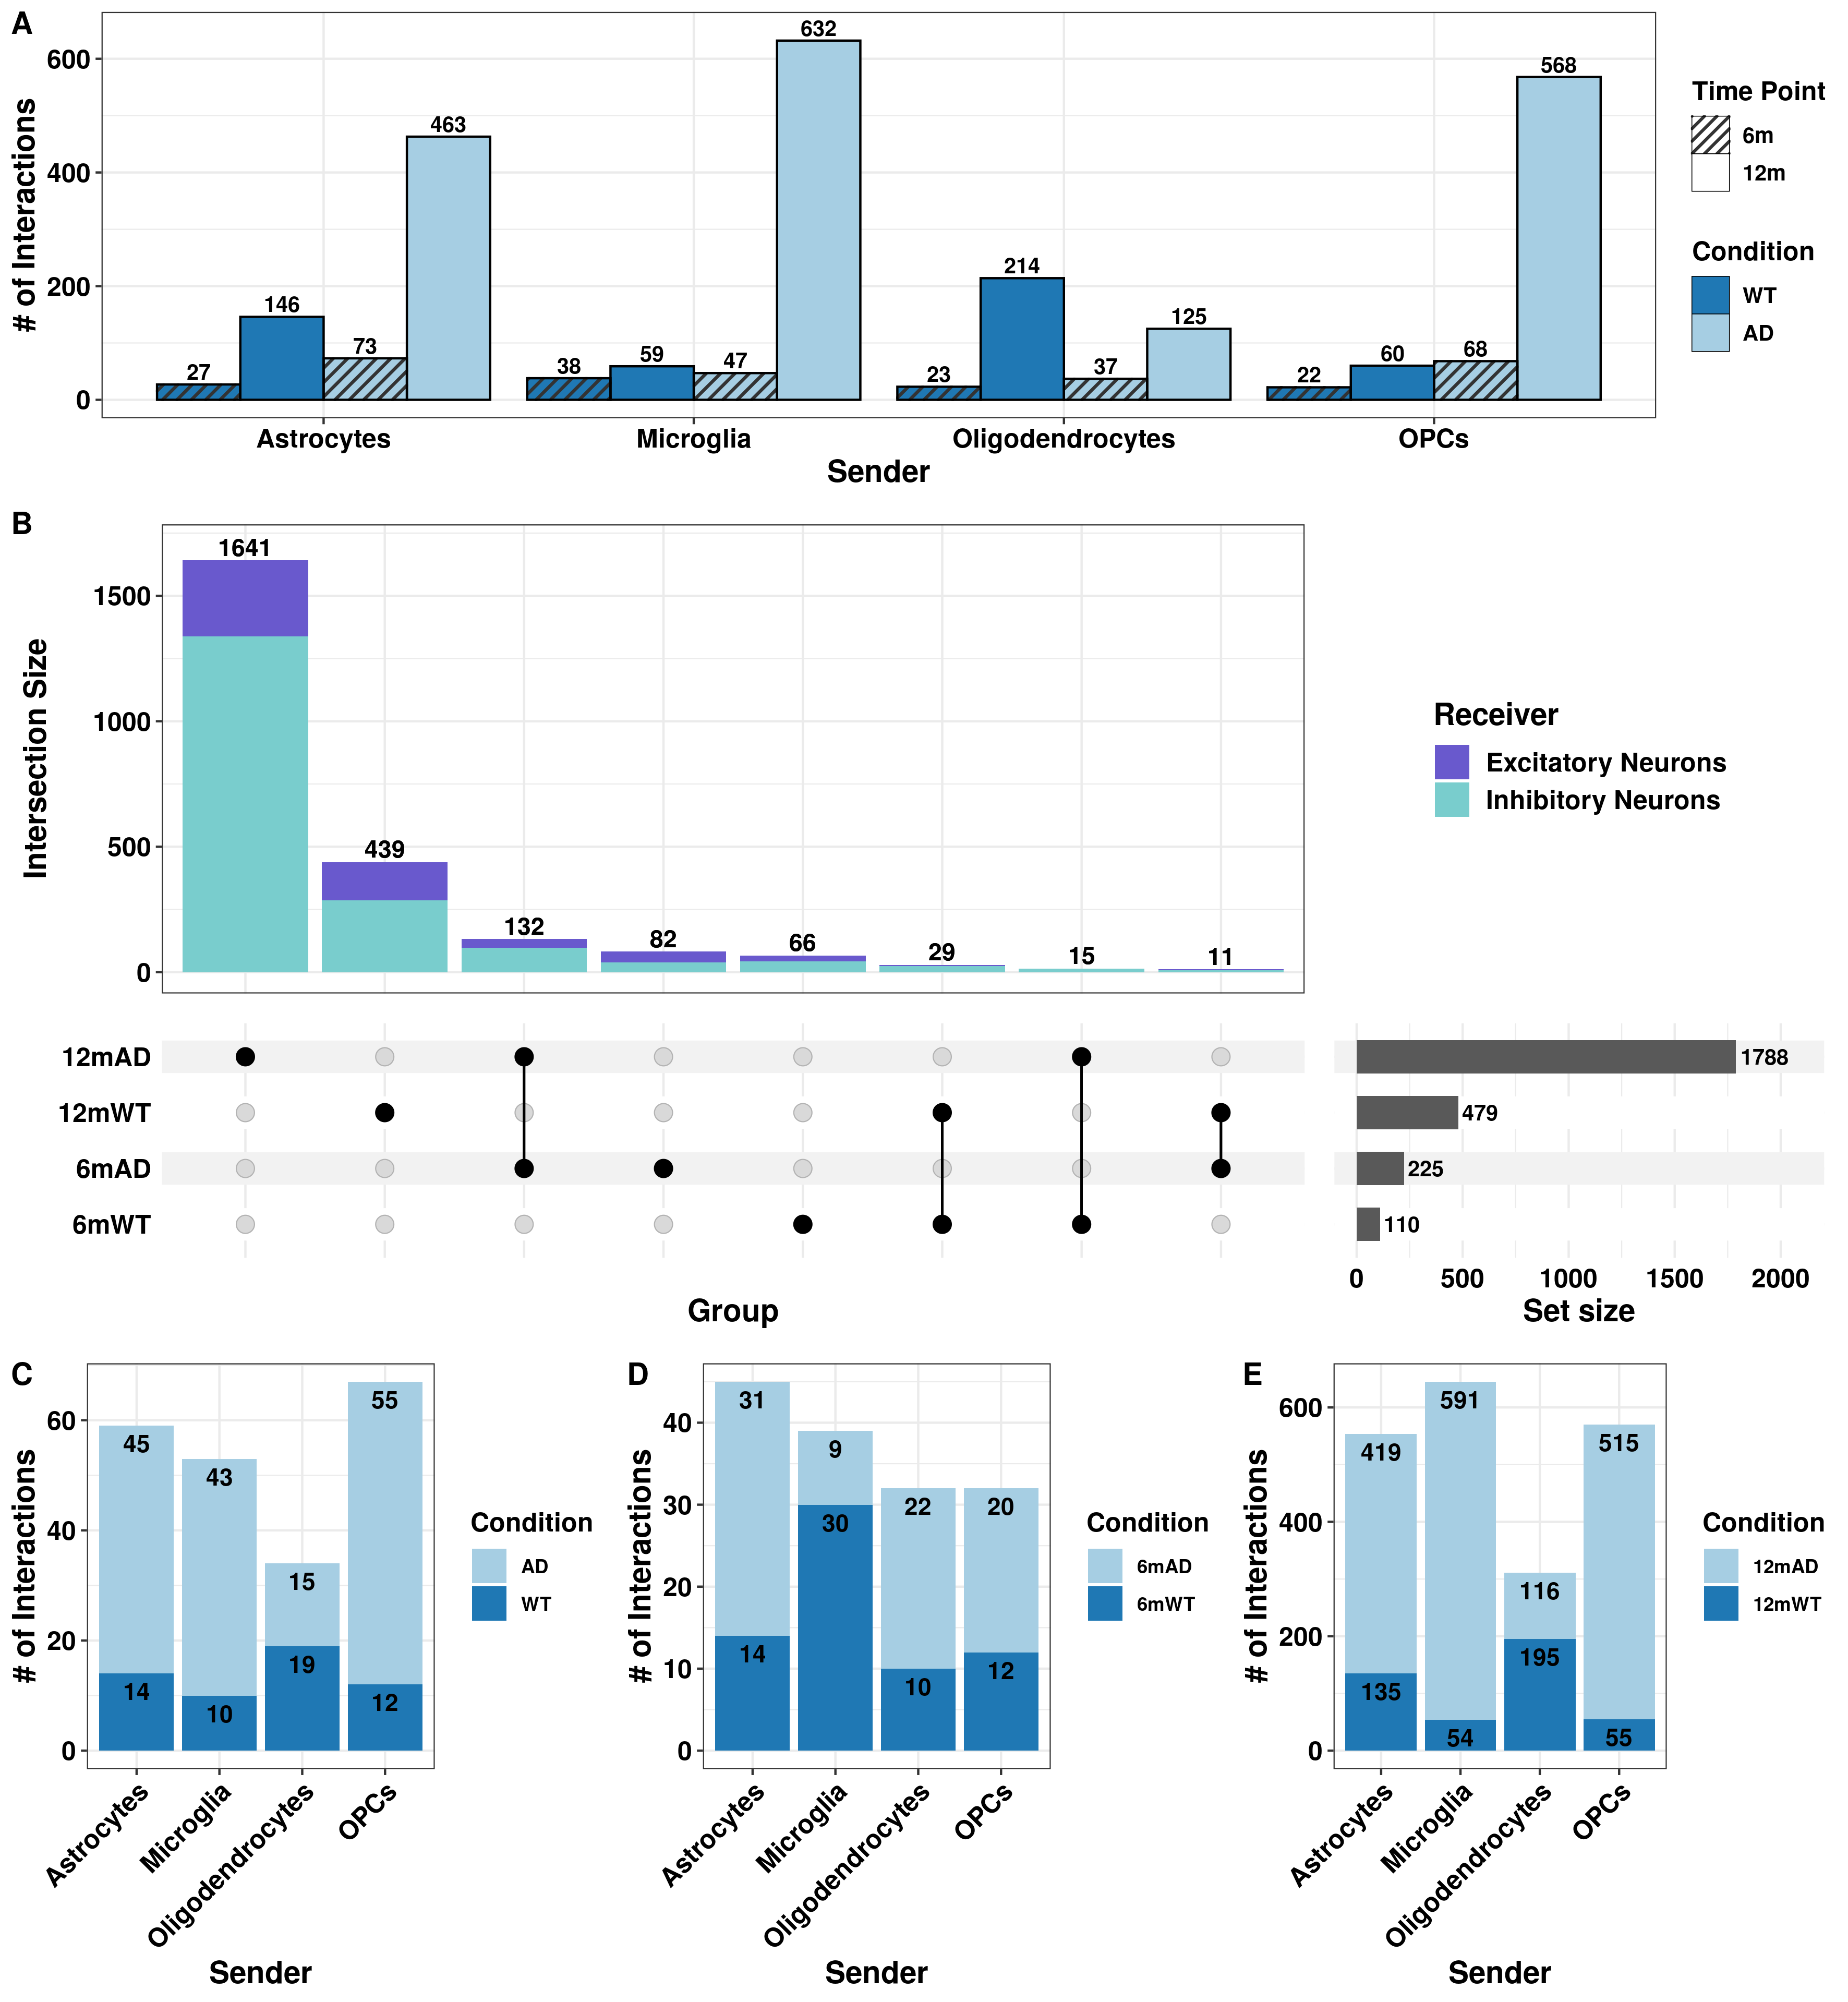 A
# of Interactions
600
400
200
0
27
146
73
463
38
59
47
632
23
214
37
125
22
60
68
568
Astrocytes
Microglia
Oligodendrocytes
OPCs
Sender
Time Point
6m
12m
Condition
WT
AD
B
Intersection Size
1500
1000
500
0
1641
439
132
82
66
29
15
11
Receiver
Excitatory Neurons
Inhibitory Neurons
12mAD
12mWT
6mAD
6mWT
Group
1788
479
225
110
0
500
1000
1500
2000
Set size
C
# of Interactions
60
40
20
0
45
14
43
10
15
19
55
12
Astrocytes
Microglia
Oligodendrocytes
OPCs
Sender
Condition
AD
WT
D
# of Interactions
40
30
20
10
0
31
14
9
30
22
10
20
12
Astrocytes
Microglia
Oligodendrocytes
OPCs
Sender
Condition
6mAD
6mWT
E
# of Interactions
600
400
200
0
419
135
591
54
116
195
515
55
Astrocytes
Microglia
Oligodendrocytes
OPCs
Sender
Condition
12mAD
12mWT